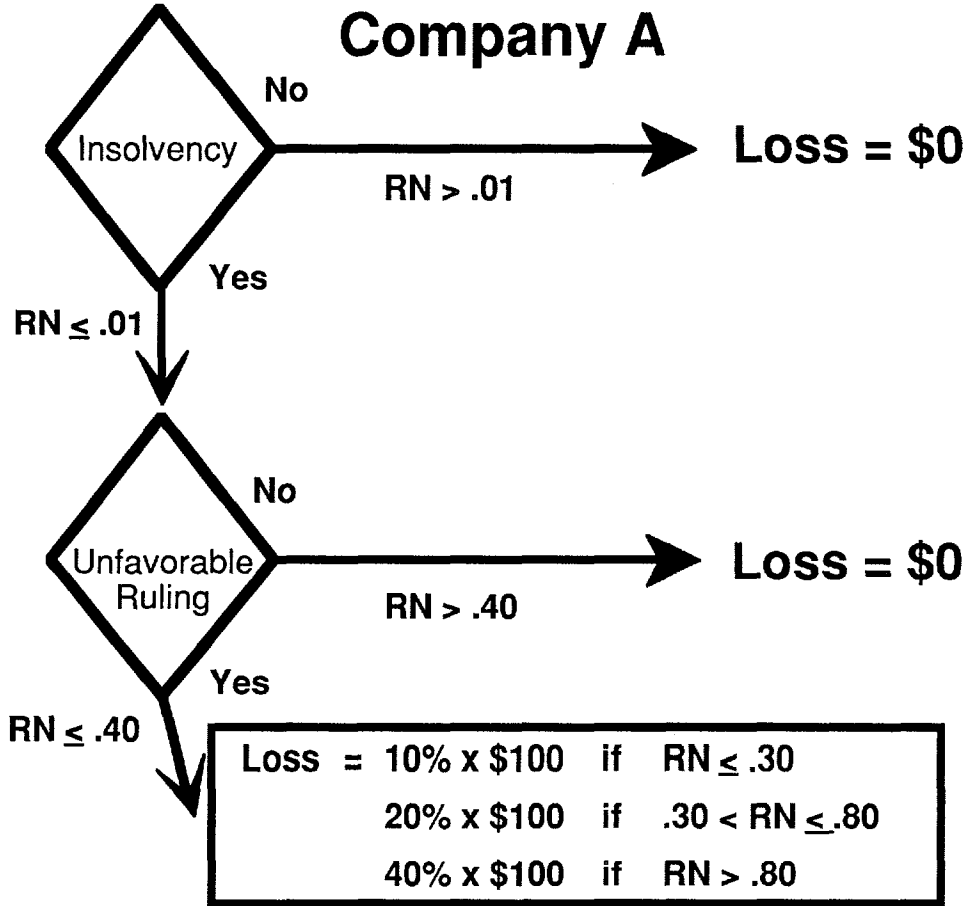 Company A
Insolvency
No
RN > .01
Loss = $0
Yes
RN ≤ .01
Unfavorable
Ruling
No
RN > .40
Loss = $0
Yes
RN ≤ .40
Loss = 10% x $100 if RN ≤ .30
20% x $100 if .30 < RN ≤ .80
40% x $100 if RN > .80